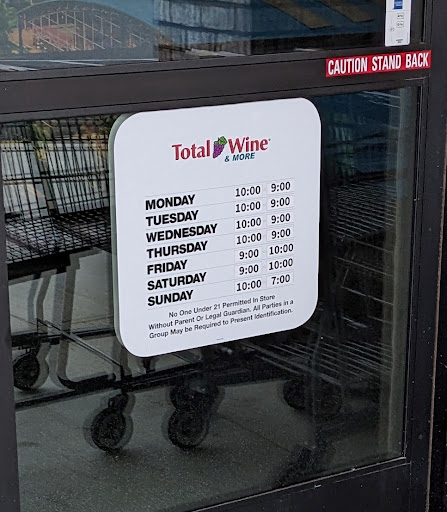 CAUTION STAND BACK
Total Wine
& MORE
MONDAY 10:00 9:00
TUESDAY 10:00 9:00
WEDNESDAY 10:00 9:00
THURSDAY 10:00 9:00
FRIDAY 9:00 10:00
SATURDAY 9:00 10:00
SUNDAY 10:00 7:00
No One Under 21 Permitted In Store
Without Parent Or Legal Guardian. All Parties in a
Group May be Required to Present Identification.